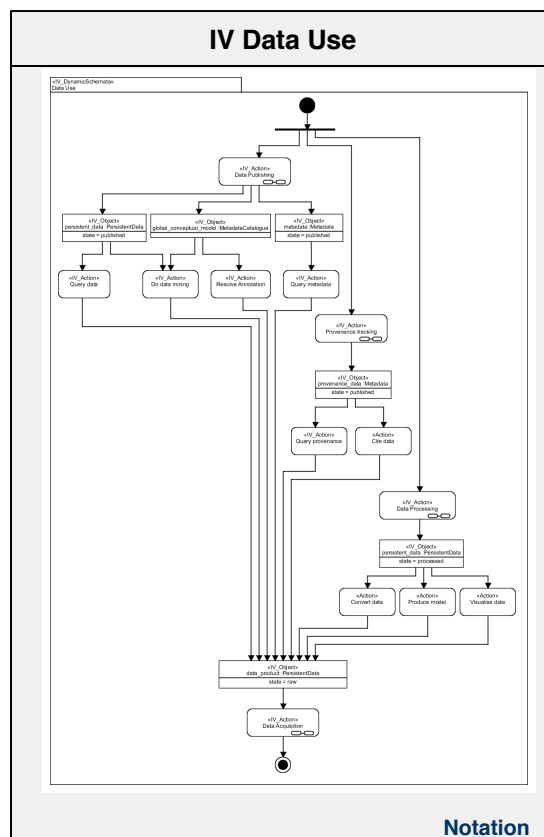 IV Data Use
«IV_DynamicSchemata»
Data Use
«IV_Action»
Data Publishing
«IV_Object»
persistent_data :PersistentData
state = published
«IV_Object»
global_conceptual_model :MetadataCatalogue
«IV_Object»
metadata :Metadata
state = published
«IV_Action»
Query data
«IV_Action»
Do data mining
«IV_Action»
Resolve Annotation
«IV_Action»
Query metadata
«IV_Action»
Provenance tracking
«IV_Object»
provenance_data :Metadata
state = published
«IV_Action»
Query provenance
«Action»
Cite data
«IV_Action»
Data Processing
«IV_Object»
persistent_data :PersistentData
state = processed
«Action»
Convert data
«Action»
Produce model
«Action»
Visualise data
«IV_Object»
data_product :PersistentData
state = raw
«IV_Action»
Data Acquisition
Notation